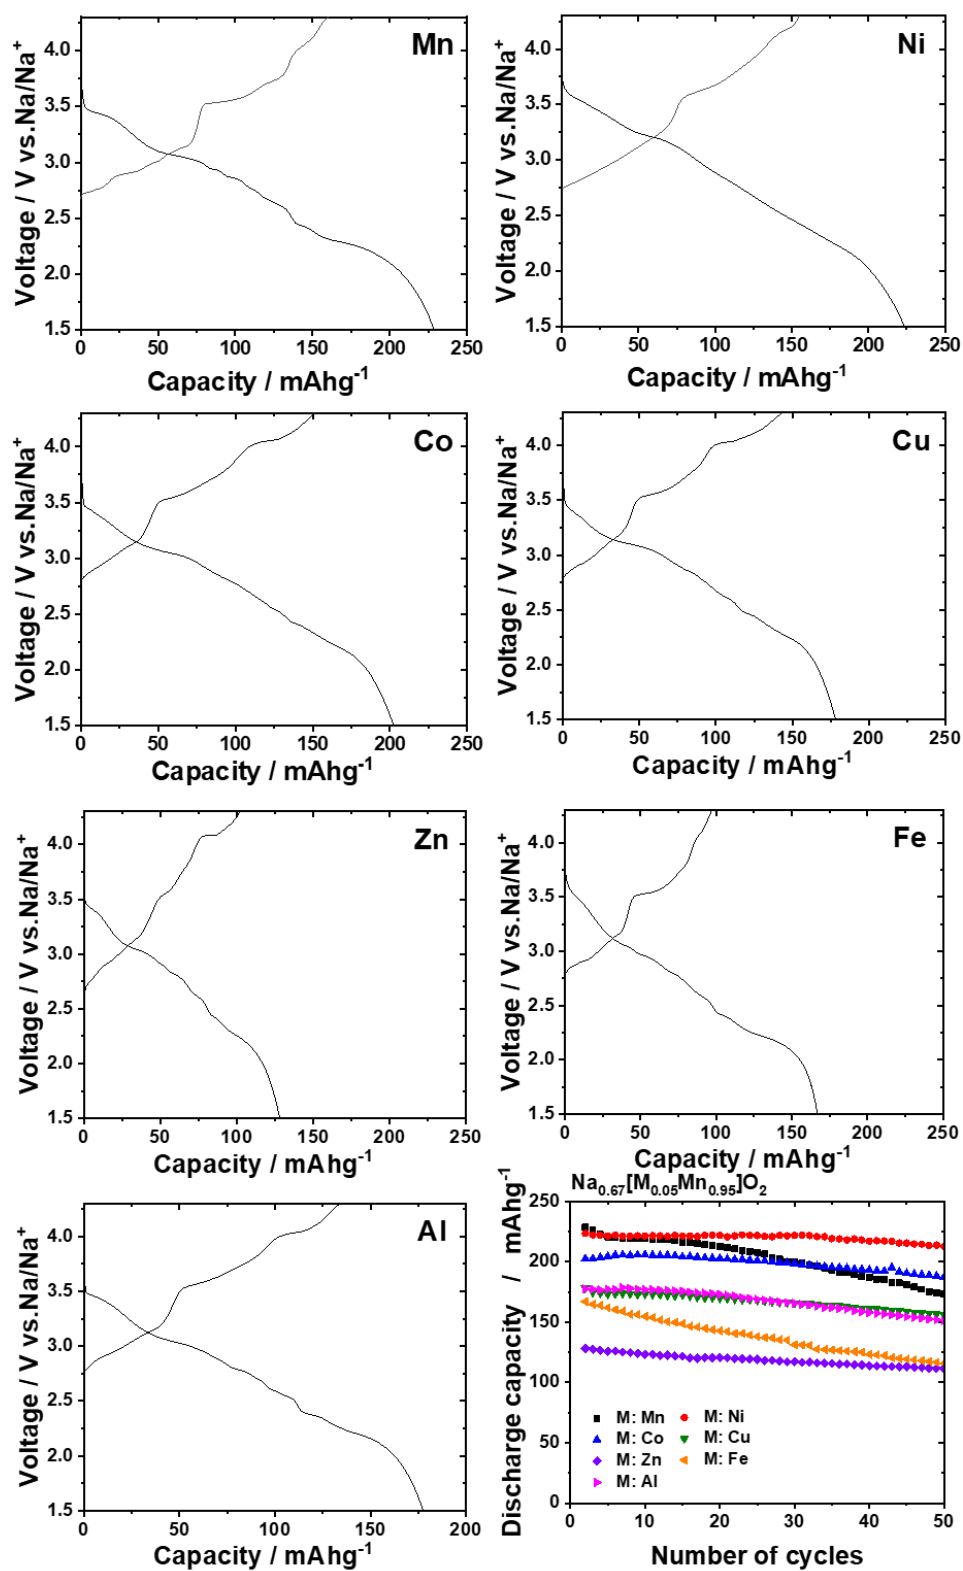 Mn
Voltage / V vs.Na/Na⁺
4.0
3.5
3.0
2.5
2.0
1.5
0 50 100 150 200 250
Capacity / mAhg⁻¹
Ni
Voltage / V vs.Na/Na⁺
4.0
3.5
3.0
2.5
2.0
1.5
0 50 100 150 200 250
Capacity / mAhg⁻¹
Co
Voltage / V vs.Na/Na⁺
4.0
3.5
3.0
2.5
2.0
1.5
0 50 100 150 200 250
Capacity / mAhg⁻¹
Cu
Voltage / V vs.Na/Na⁺
4.0
3.5
3.0
2.5
2.0
1.5
0 50 100 150 200 250
Capacity / mAhg⁻¹
Zn
Voltage / V vs.Na/Na⁺
4.0
3.5
3.0
2.5
2.0
1.5
0 50 100 150 200 250
Capacity / mAhg⁻¹
Fe
Voltage / V vs.Na/Na⁺
4.0
3.5
3.0
2.5
2.0
1.5
0 50 100 150 200 250
Capacity / mAhg⁻¹
Al
Voltage / V vs.Na/Na⁺
4.0
3.5
3.0
2.5
2.0
1.5
0 50 100 150 200
Capacity / mAhg⁻¹
Na₀.₆₇[M₀.₀₅Mn₀.₉₅]O₂
Discharge capacity / mAhg⁻¹
250
200
150
100
50
0
M: Mn M: Ni
M: Co M: Cu
M: Zn M: Fe
M: Al
0 10 20 30 40 50
Number of cycles